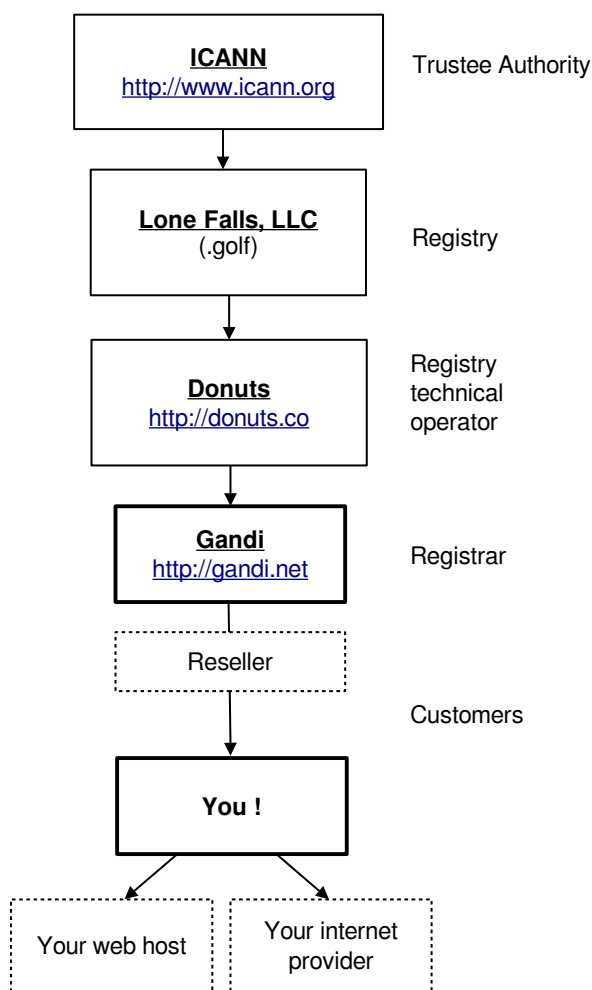 ICANN
http://www.icann.org
Trustee Authority
Lone Falls, LLC
(.golf)
Registry
Donuts
http://donuts.co
Registry
technical
operator
Gandi
http://gandi.net
Registrar
Reseller
Customers
You !
Your web host
Your internet
provider